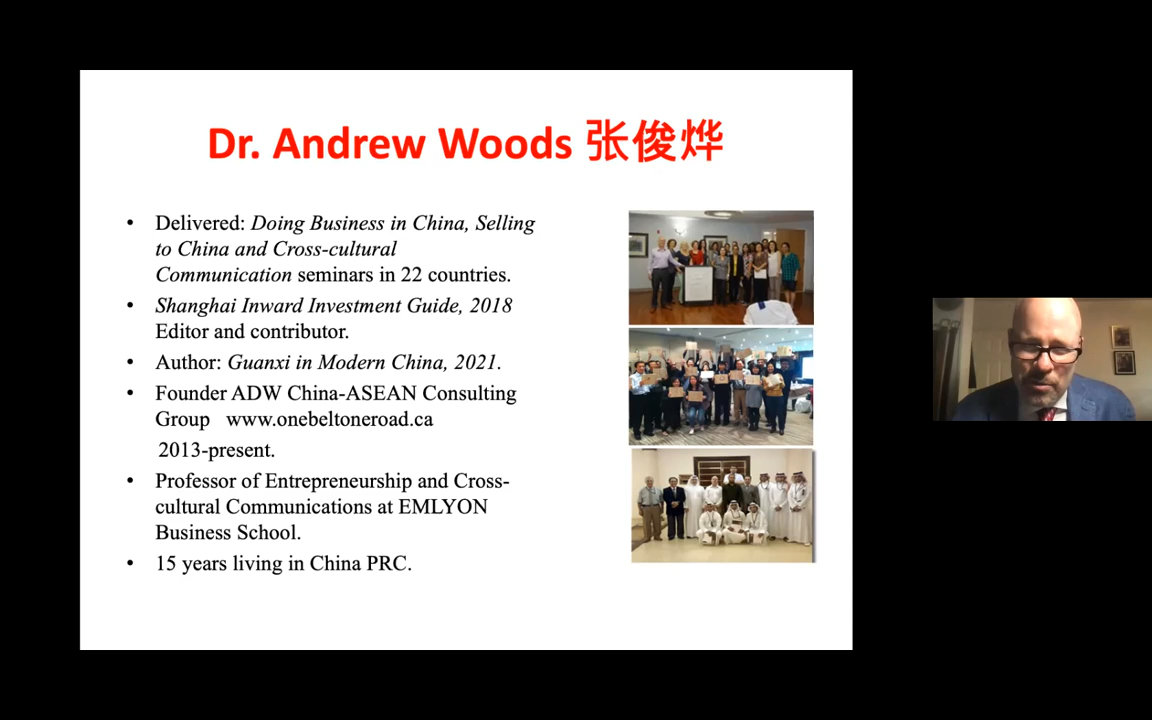 Dr. Andrew Woods 张俊烨
• Delivered: Doing Business in China, Selling
to China and Cross-cultural
Communication seminars in 22 countries.
• Shanghai Inward Investment Guide, 2018
Editor and contributor.
• Author: Guanxi in Modern China, 2021.
• Founder ADW China-ASEAN Consulting
Group www.onebeltoneroad.ca
2013-present.
• Professor of Entrepreneurship and Cross-
cultural Communications at EMLYON
Business School.
• 15 years living in China PRC.